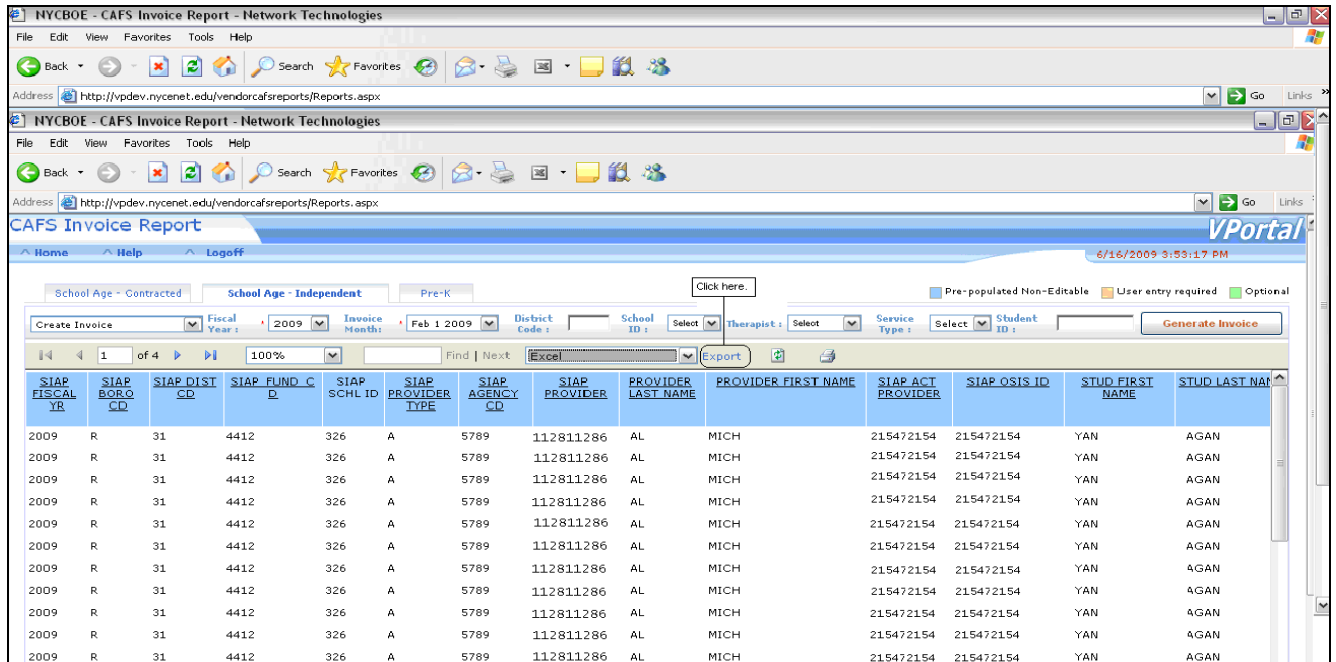 NYCBOE - CAFS Invoice Report - Network Technologies
File Edit View Favorites Tools Help
Back Search Favorites
Address http://vpdev.nycenet.edu/vendorcafsreports/Reports.aspx Go Links »
NYCBOE - CAFS Invoice Report - Network Technologies
File Edit View Favorites Tools Help
Back Search Favorites
Address http://vpdev.nycenet.edu/vendorcafsreports/Reports.aspx Go Links
CAFS Invoice Report VPortal
^ Home ^ Help ^ Logoff 6/16/2009 3:53:17 PM
Click here.
School Age - Contracted School Age - Independent Pre-K Pre-populated Non-Editable User entry required Optional
Create Invoice Fiscal Year : * 2009 Invoice Month: * Feb 1 2009 District Code : School ID : Select Therapist : Select Service Type : Select Student ID : Generate Invoice
1 of 4 100% Find | Next Excel Export
SIAP FISCAL YR SIAP BORO CD SIAP DIST CD SIAP FUND CD SIAP SCHL ID SIAP PROVIDER TYPE SIAP AGENCY CD SIAP PROVIDER PROVIDER LAST NAME PROVIDER FIRST NAME SIAP ACT PROVIDER SIAP OSIS ID STUD FIRST NAME STUD LAST NAM
2009 R 31 4412 326 A 5789 112811286 AL MICH 215472154 215472154 YAN AGAN
2009 R 31 4412 326 A 5789 112811286 AL MICH 215472154 215472154 YAN AGAN
2009 R 31 4412 326 A 5789 112811286 AL MICH 215472154 215472154 YAN AGAN
2009 R 31 4412 326 A 5789 112811286 AL MICH 215472154 215472154 YAN AGAN
2009 R 31 4412 326 A 5789 112811286 AL MICH 215472154 215472154 YAN AGAN
2009 R 31 4412 326 A 5789 112811286 AL MICH 215472154 215472154 YAN AGAN
2009 R 31 4412 326 A 5789 112811286 AL MICH 215472154 215472154 YAN AGAN
2009 R 31 4412 326 A 5789 112811286 AL MICH 215472154 215472154 YAN AGAN
2009 R 31 4412 326 A 5789 112811286 AL MICH 215472154 215472154 YAN AGAN
2009 R 31 4412 326 A 5789 112811286 AL MICH 215472154 215472154 YAN AGAN
2009 R 31 4412 326 A 5789 112811286 AL MICH 215472154 215472154 YAN AGAN